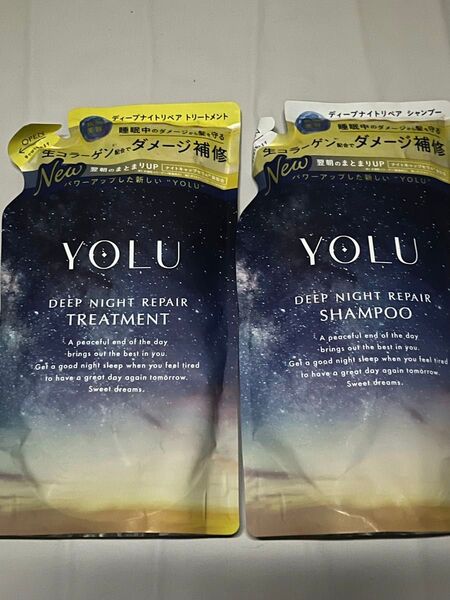 OPEN
ディープナイトリペア トリートメント
睡眠中のダメージから髪を守る
生コラーゲン配合でダメージ補修
New
翌朝のまとまりUP
パワーアップした新しい"YOLU"
YOLU
DEEP NIGHT REPAIR
TREATMENT
A peaceful end of the day
brings out the best in you.
Get a good night sleep when you feel tired
to have a great day again tomorrow.
Sweet dreams.
ディープナイトリペア シャンプー
睡眠中のダメージから髪を守る
生コラーゲン配合でダメージ補修
New
翌朝のまとまりUP
パワーアップした新しい"YOLU"
YOLU
DEEP NIGHT REPAIR
SHAMPOO
A peaceful end of the day
brings out the best in you.
Get a good night sleep when you feel tired
to have a great day again tomorrow.
Sweet dreams.